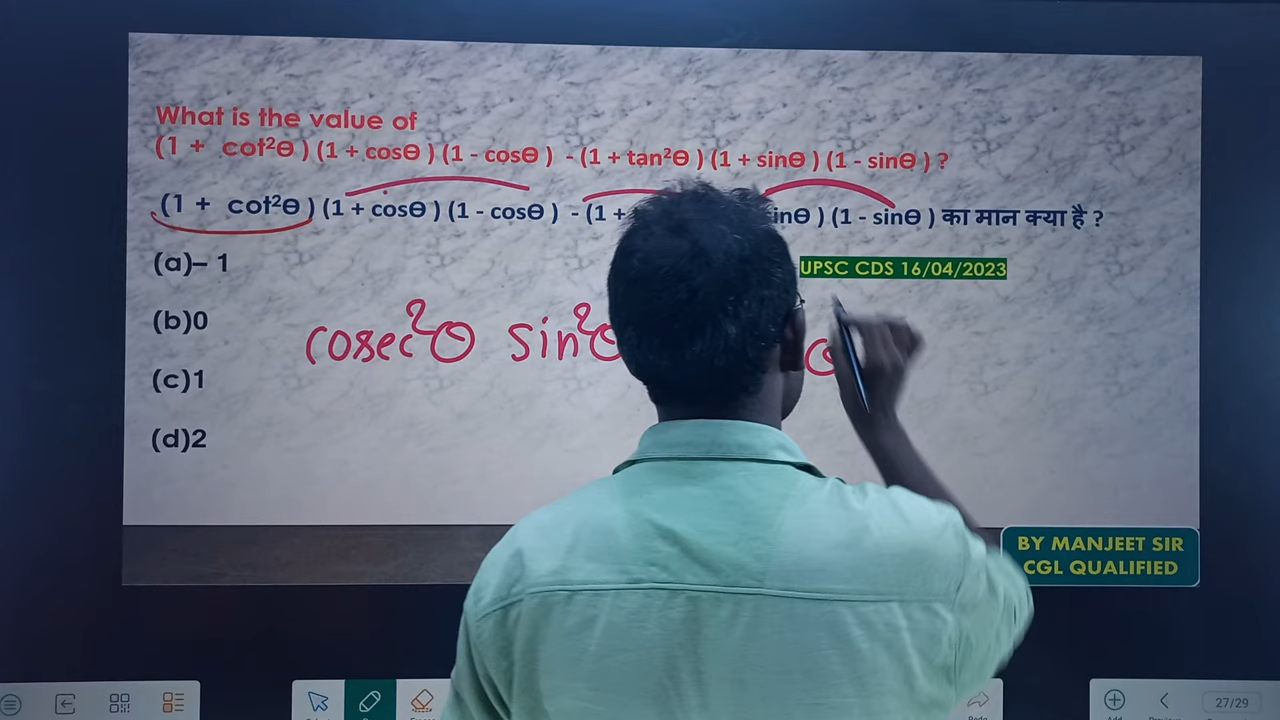 What is the value of
(1 + cot²θ ) (1 + cosθ ) (1 - cosθ ) - (1 + tan²θ ) (1 + sinθ ) (1 - sinθ ) ?
(1 + cot²θ ) (1 + cosθ ) (1 - cosθ ) - (1 + inθ ) (1 - sinθ ) का मान क्या है ?
(a)– 1
UPSC CDS 16/04/2023
(b)0
cosec²θ sin²θ θ
(c)1
(d)2
BY MANJEET SIR
CGL QUALIFIED
27/29